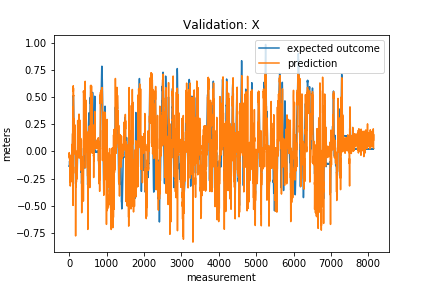 Validation: X
expected outcome
prediction
1.00
0.75
0.50
0.25
0.00
−0.25
−0.50
−0.75
meters
0 1000 2000 3000 4000 5000 6000 7000 8000
measurement